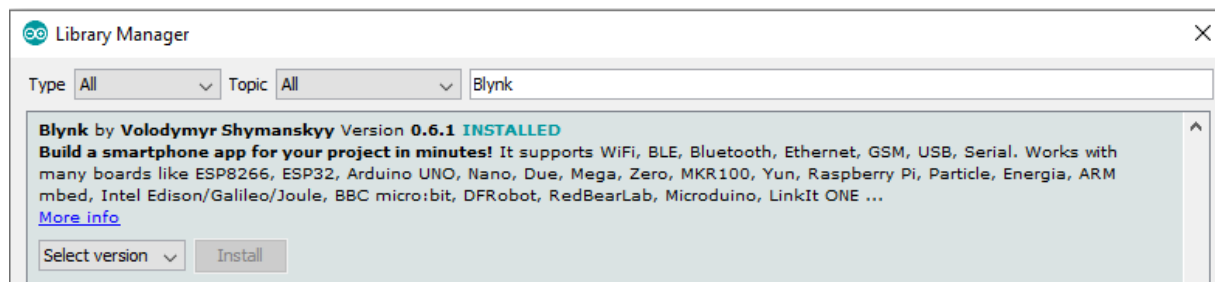 Library Manager
Type All Topic All Blynk
Blynk by Volodymyr Shymanskyy Version 0.6.1 INSTALLED
Build a smartphone app for your project in minutes! It supports WiFi, BLE, Bluetooth, Ethernet, GSM, USB, Serial. Works with
many boards like ESP8266, ESP32, Arduino UNO, Nano, Due, Mega, Zero, MKR100, Yun, Raspberry Pi, Particle, Energia, ARM
mbed, Intel Edison/Galileo/Joule, BBC micro:bit, DFRobot, RedBearLab, Microduino, LinkIt ONE ...
More info
Select version Install